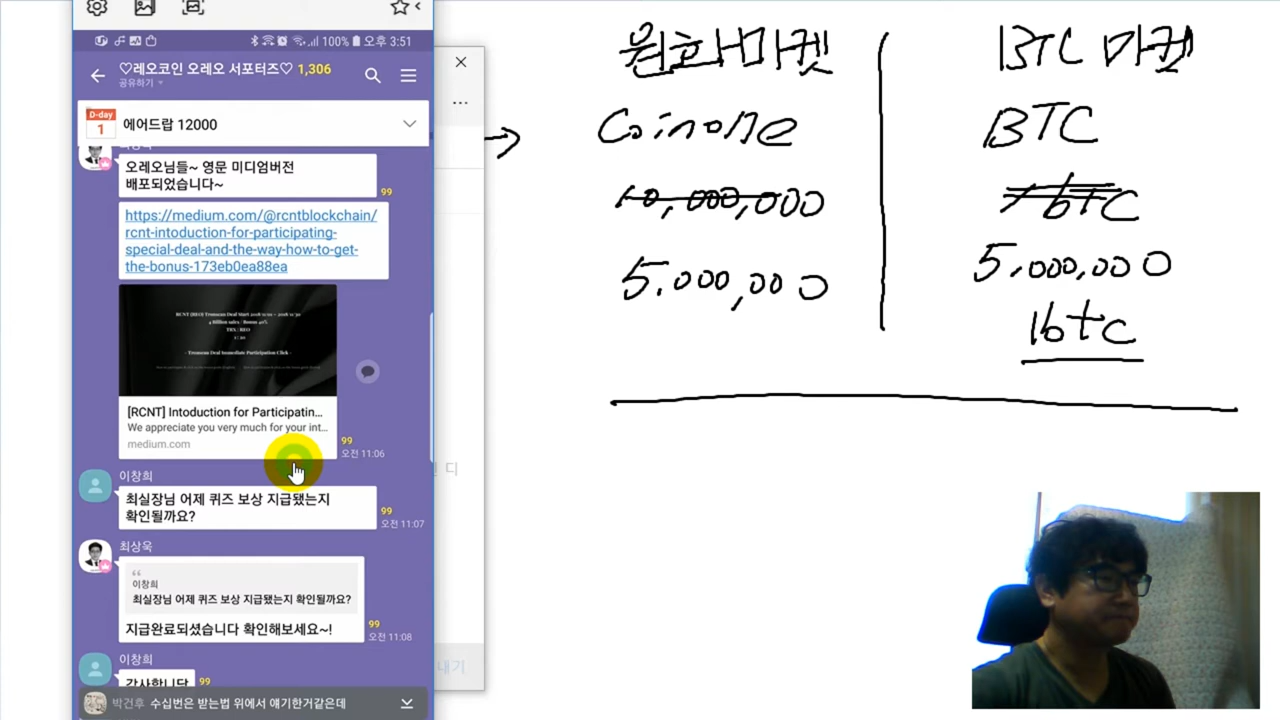 100% 오후 3:51
♡레오코인 오레오 서포터즈♡ 1,306
공유하기
D-day
1
에어드랍 12000
오레오님들~ 영문 미디엄버전
배포되었습니다~
99
https://medium.com/@rcntblockchain/
rcnt-intoduction-for-participating-
special-deal-and-the-way-how-to-get-
the-bonus-173eb0ea88ea
[RCNT] Intoduction for Participatin...
We appreciate you very much for your int...
medium.com
99
오전 11:06
이창희
최실장님 어제 퀴즈 보상 지급됐는지
확인될까요?
99
오전 11:07
최상욱
이창희
최실장님 어제 퀴즈 보상 지급됐는지 확인될까요?
지급완료되셨습니다 확인해보세요~!
99
오전 11:08
이창희
감사합니닷
99
박건후 수십번은 받는법 위에서 얘기한거같은데
디
내기
원화마켓
Coinone
10,000,000
5.000,000
BTC 마켓
BTC
1btc
5,000,000
1btc